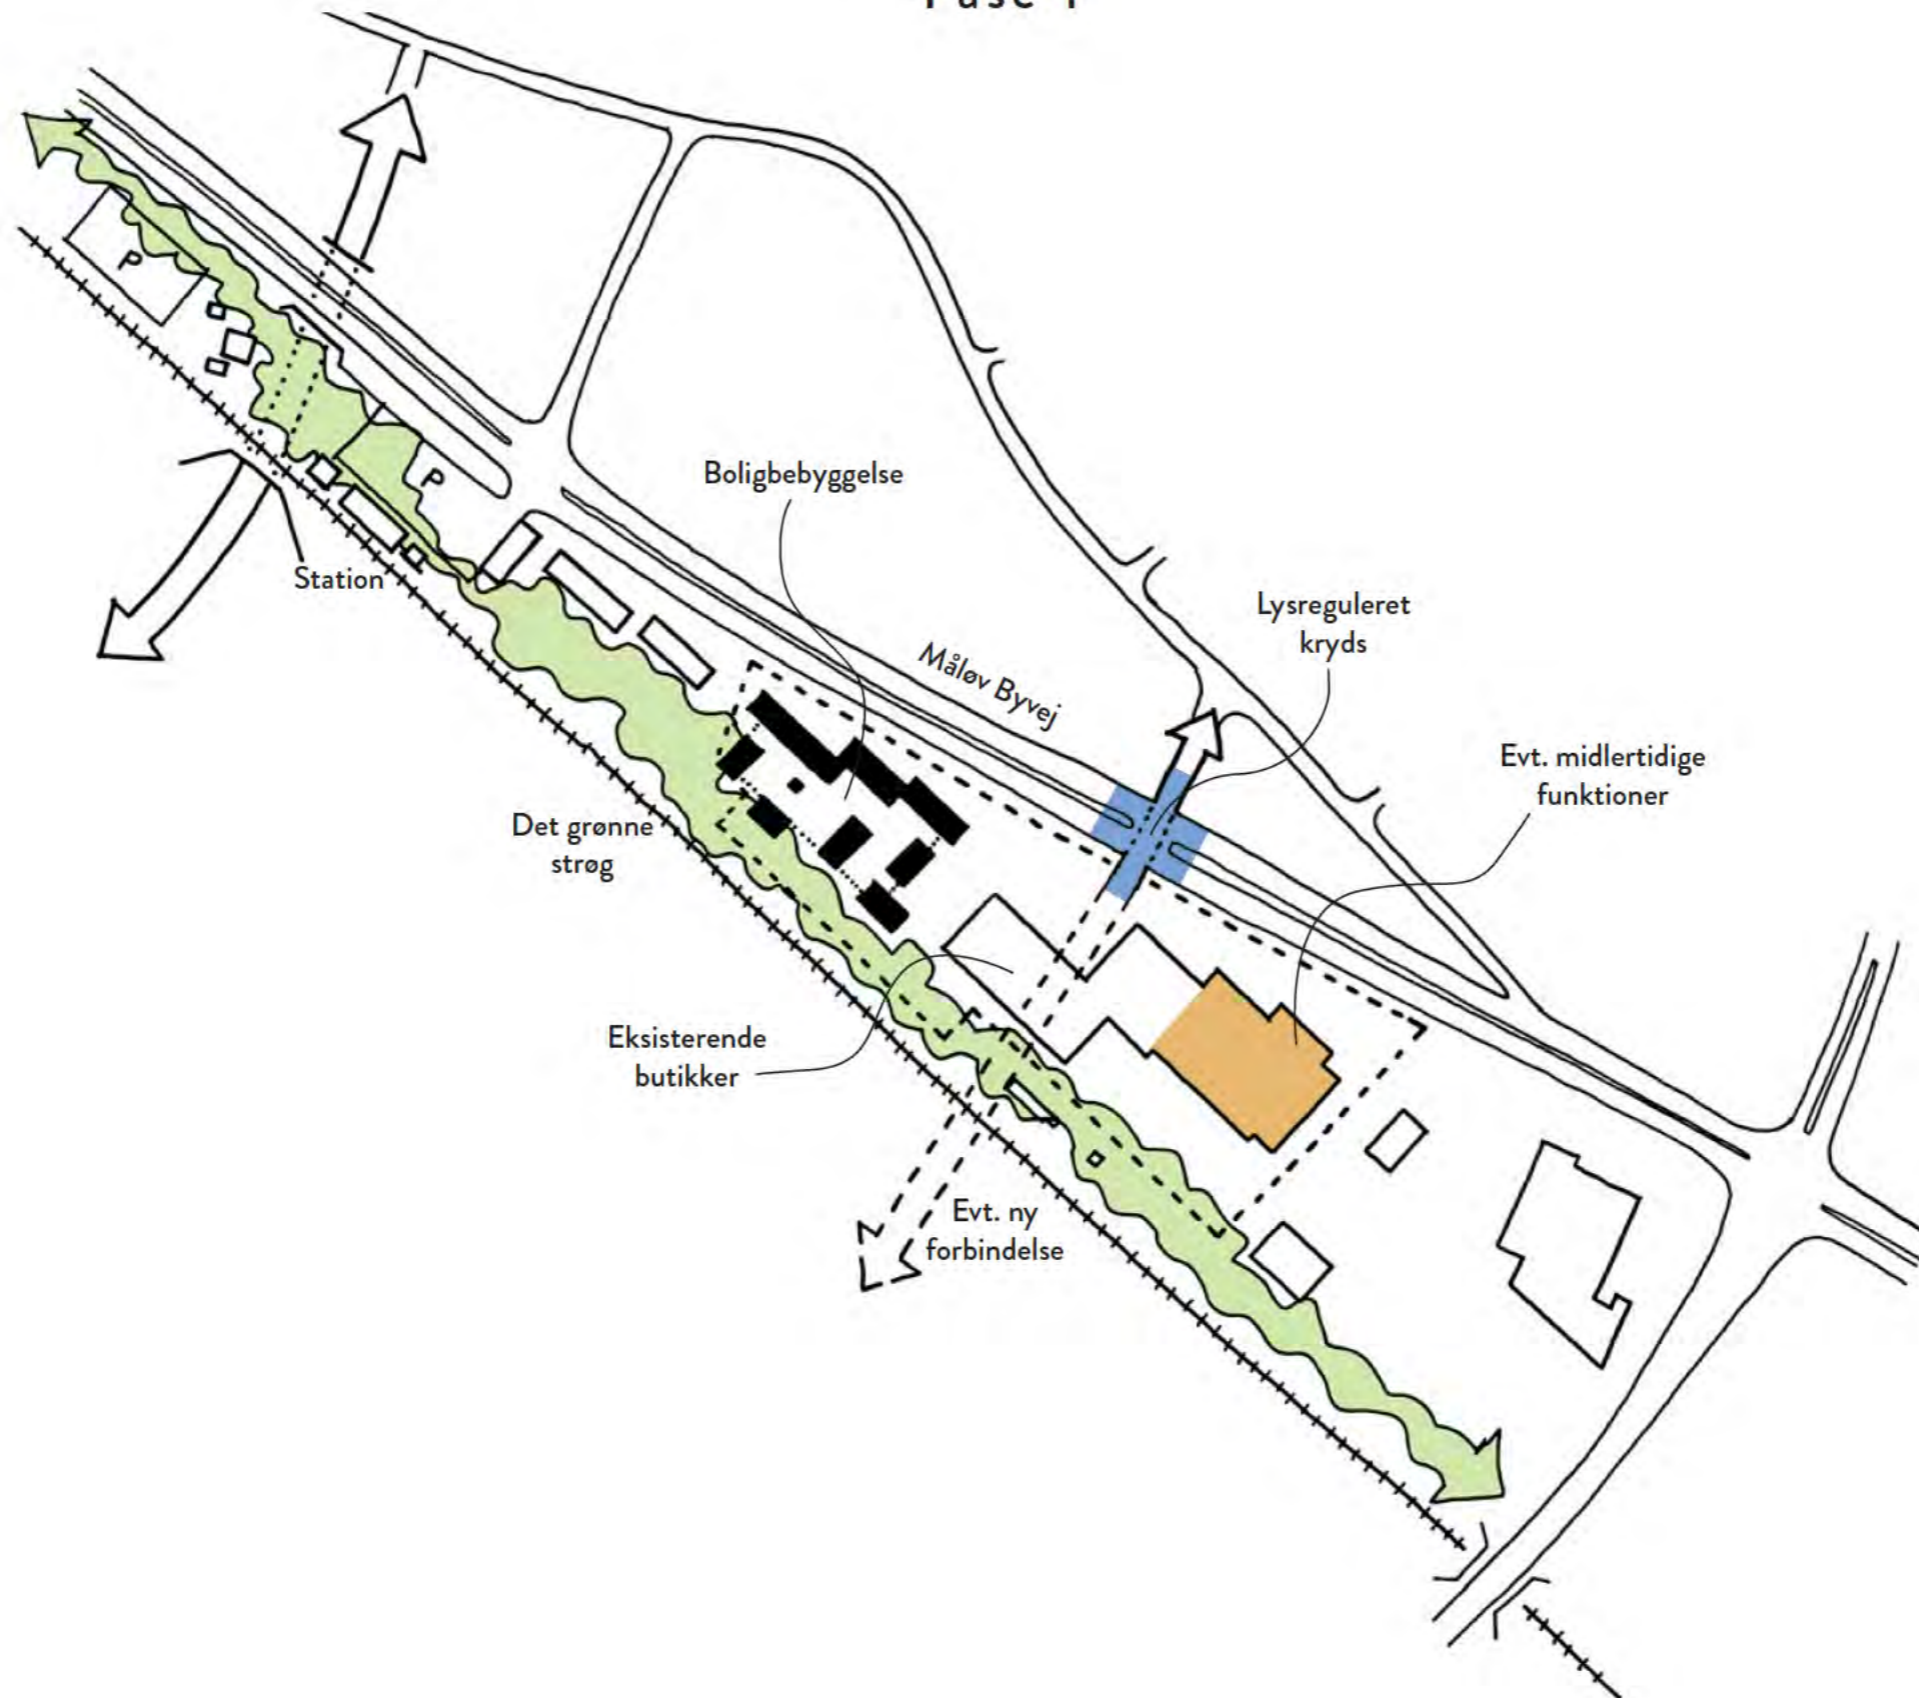 P
P
Boligbebyggelse
Station
Lysreguleret
kryds
Måløv Byvej
Evt. midlertidige
funktioner
Det grønne
strøg
Eksisterende
butikker
Evt. ny
forbindelse